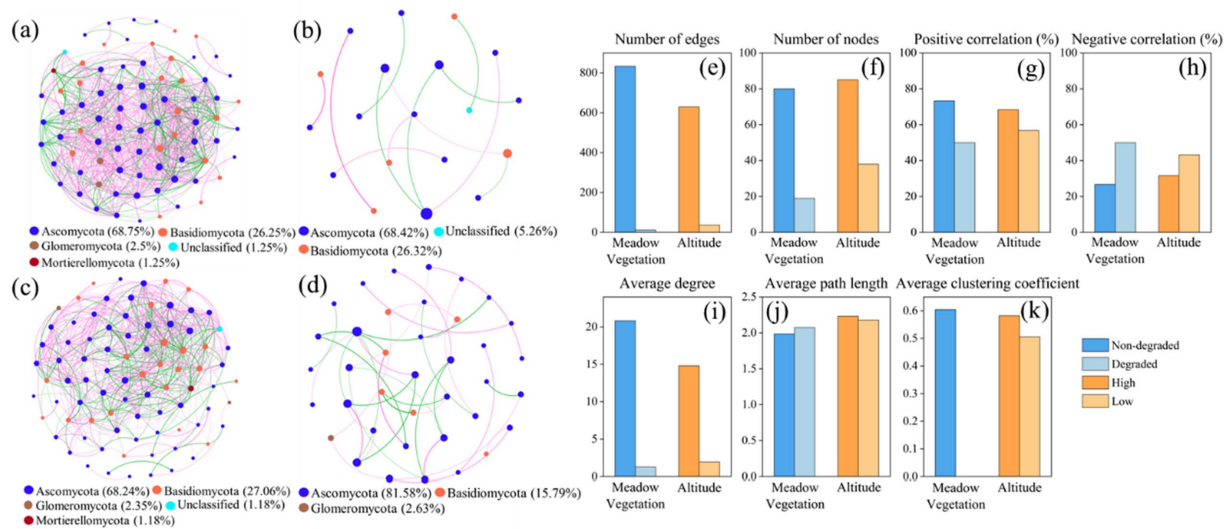 (a)
Ascomycota (68.75%) Basidiomycota (26.25%)
Glomeromycota (2.5%) Unclassified (1.25%)
Mortierellomycota (1.25%)
(b)
Ascomycota (68.42%) Unclassified (5.26%)
Basidiomycota (26.32%)
(c)
Ascomycota (68.24%) Basidiomycota (27.06%)
Glomeromycota (2.35%) Unclassified (1.18%)
Mortierellomycota (1.18%)
(d)
Ascomycota (81.58%) Basidiomycota (15.79%)
Glomeromycota (2.63%)
Number of edges
(e)
800
600
400
200
0
Meadow Altitude
Vegetation
Number of nodes
(f)
100
80
60
40
20
0
Meadow Altitude
Vegetation
Positive correlation (%)
(g)
100
80
60
40
20
0
Meadow Altitude
Vegetation
Negative correlation (%)
(h)
100
80
60
40
20
0
Meadow Altitude
Vegetation
Average degree
(i)
20
15
10
5
0
Meadow Altitude
Vegetation
Average path length
(j)
2.5
2.0
1.5
1.0
0.5
0.0
Meadow Altitude
Vegetation
Average clustering coefficient
(k)
0.6
0.5
0.4
0.3
0.2
0.1
0.0
Meadow Altitude
Vegetation
Non-degraded
Degraded
High
Low